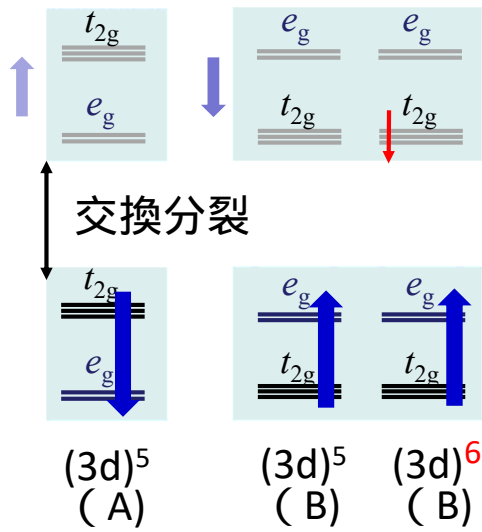 t₂g eg eg
eg t₂g t₂g
交換分裂
t₂g eg eg
eg t₂g t₂g
(3d)⁵ (3d)⁵ (3d)⁶
( A) ( B) ( B)